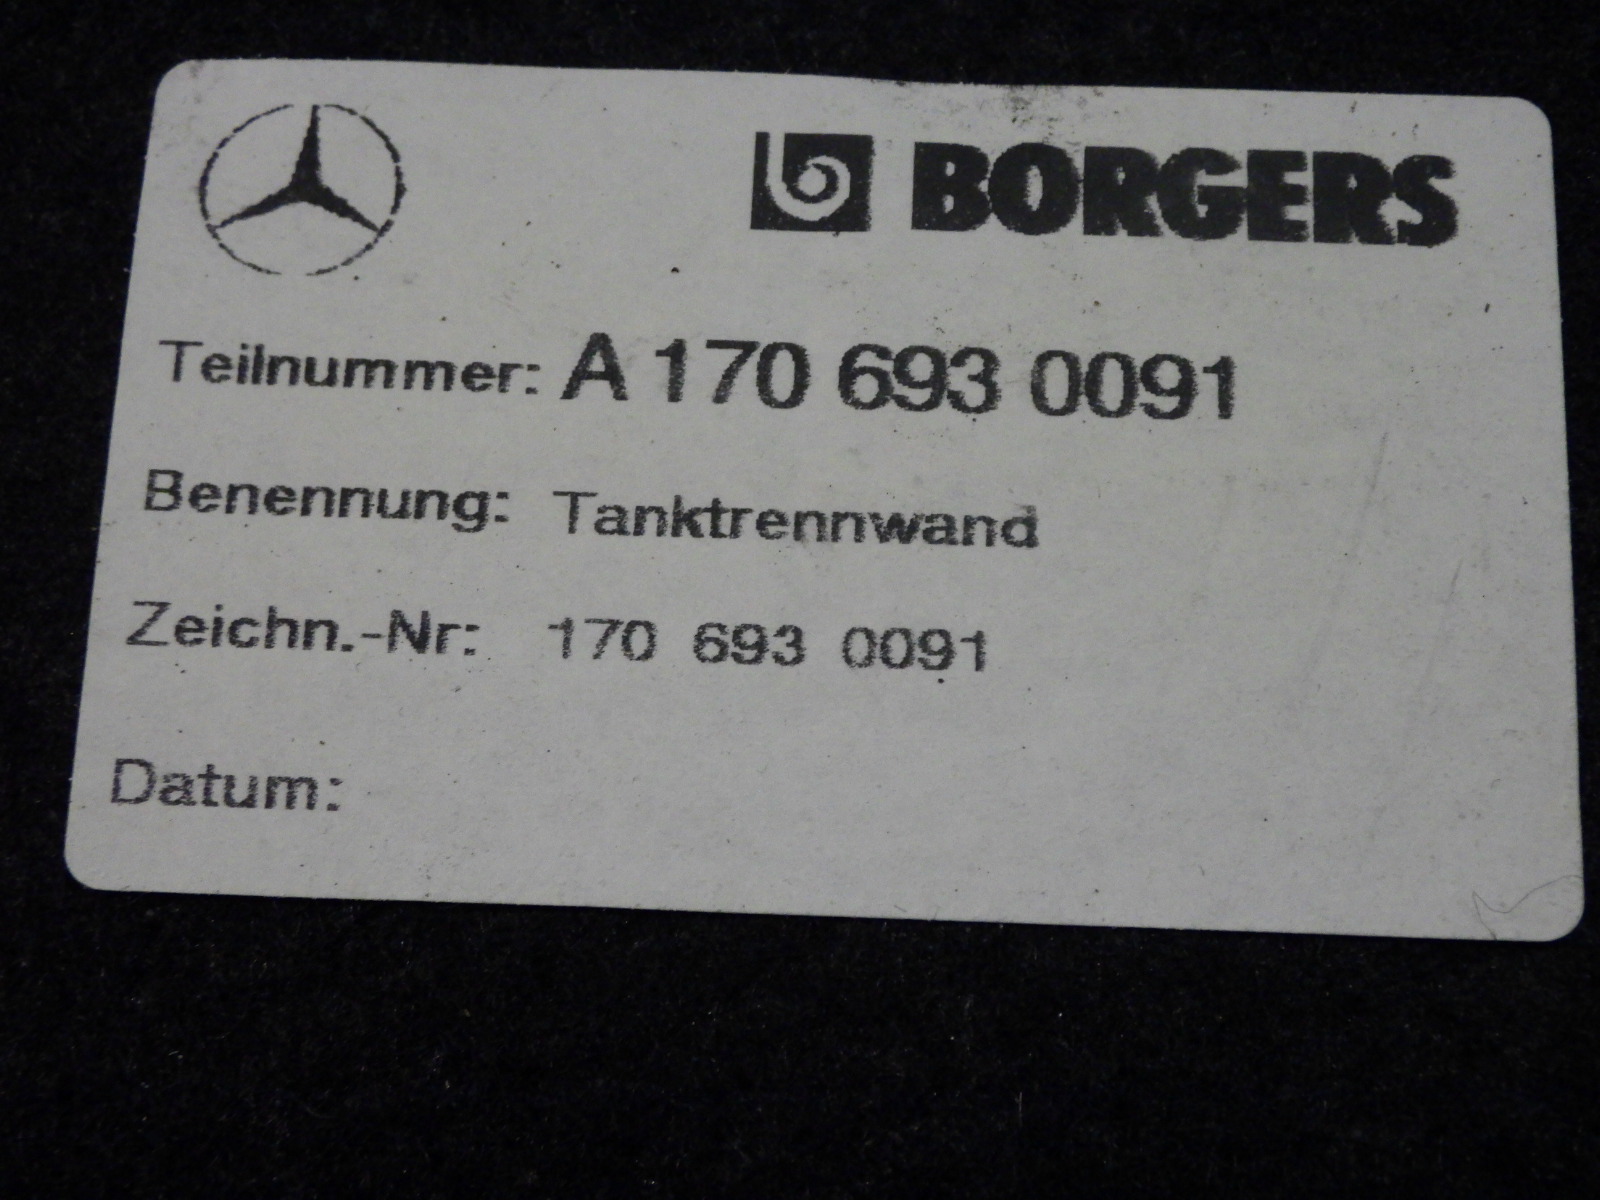 BORGERS
Teilnummer: A 170 693 0091
Benennung: Tanktrennwand
Zeichn.-Nr: 170 693 0091
Datum: